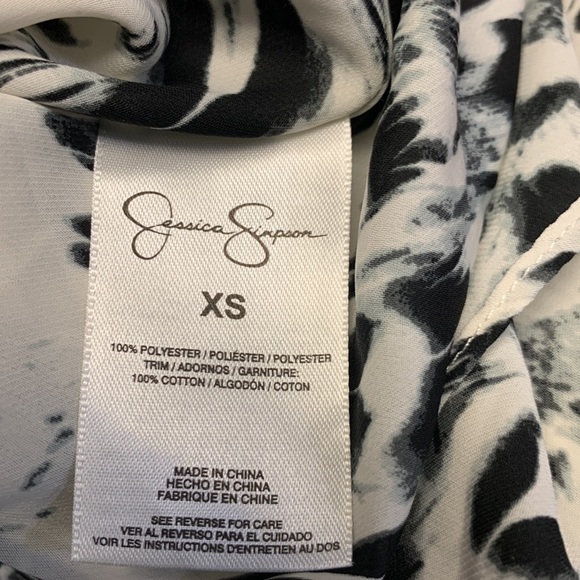 Jessica Simpson
XS
100% POLYESTER / POLIÉSTER / POLYESTER
TRIM / ADORNOS / GARNITURE:
100% COTTON / ALGODÓN / COTON
MADE IN CHINA
HECHO EN CHINA
FABRIQUE EN CHINE
SEE REVERSE FOR CARE
VER AL REVERSO PARA EL CUIDADO
VOIR LES INSTRUCTIONS D'ENTRETIEN AU DOS